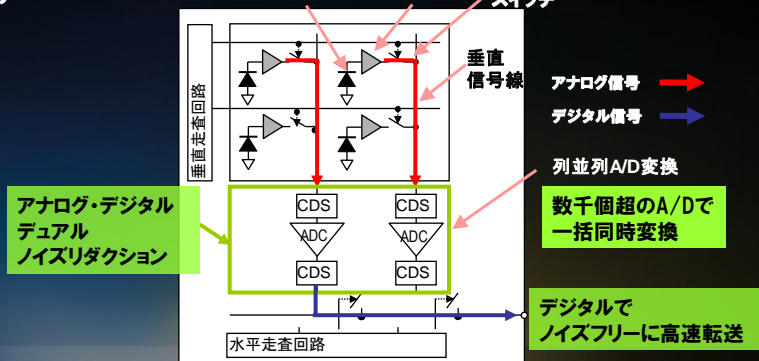 スイッチ
垂直
信号線
垂直走査回路
アナログ信号
デジタル信号
列並列A/D変換
アナログ・デジタル
デュアル
ノイズリダクション
CDS
CDS
ADC
ADC
CDS
CDS
数千個超のA/Dで
一括同時変換
デジタルで
ノイズフリーに高速転送
水平走査回路